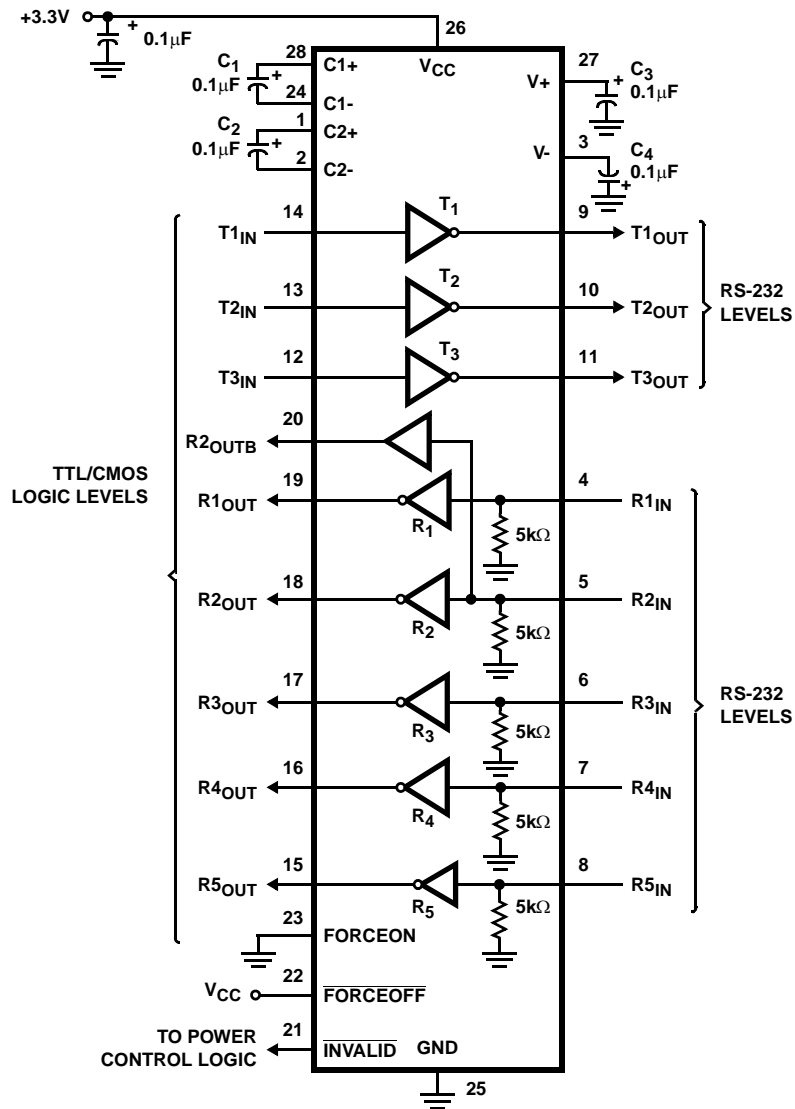 +3.3V
+
0.1μF
26
28
C1+
VCC
27
C1
0.1μF
+
24
C1-
V+
+
C3
0.1μF
1
C2+
C2
0.1μF
+
2
C2-
3
V-
C4
0.1μF
+
14
T1
9
T1IN
T1OUT
13
T2
10
T2IN
T2OUT
RS-232
LEVELS
12
T3
11
T3IN
T3OUT
20
R2OUTB
TTL/CMOS
LOGIC LEVELS
19
4
R1OUT
R1IN
R1
5kΩ
18
5
R2OUT
R2IN
R2
5kΩ
17
6
R3OUT
R3IN
R3
5kΩ
RS-232
LEVELS
16
7
R4OUT
R4IN
R4
5kΩ
15
8
R5OUT
R5IN
R5
5kΩ
23
FORCEON
22
VCC
FORCEOFF
TO POWER
CONTROL LOGIC
21
INVALID
GND
25